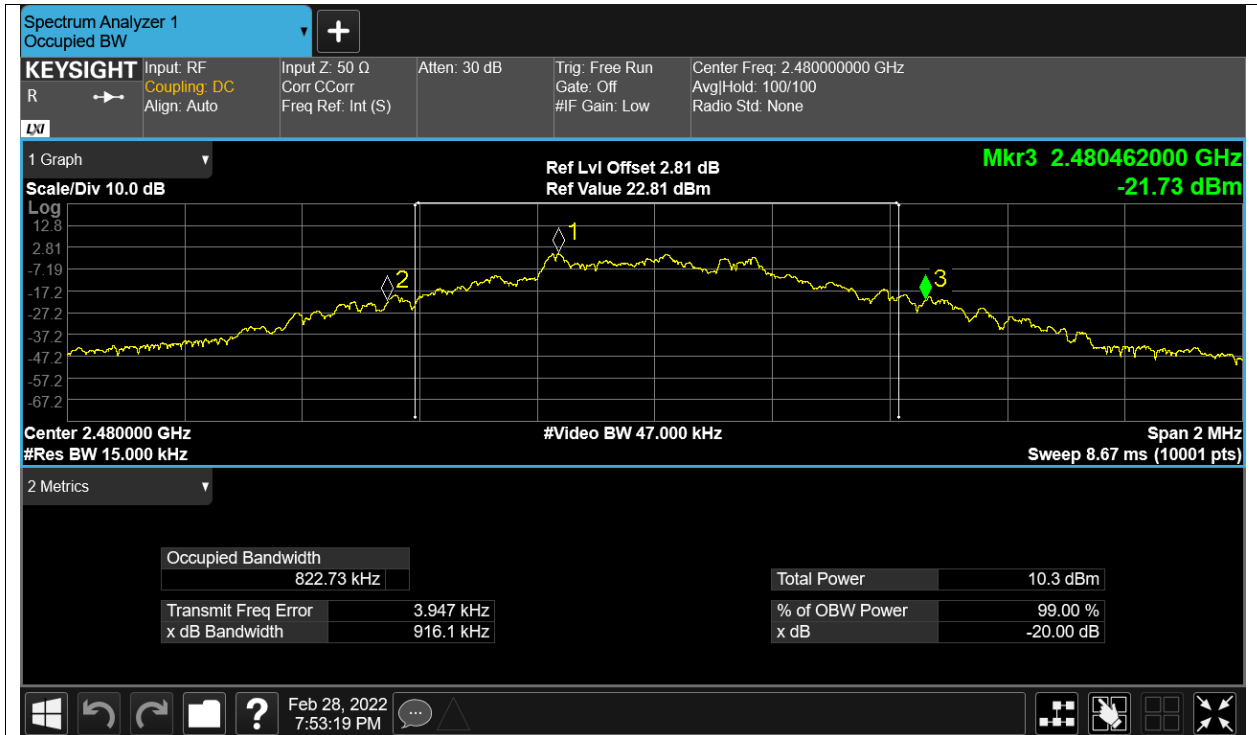 Spectrum Analyzer 1
Occupied BW
+
KEYSIGHT
R
LXI
Input: RF
Coupling: DC
Align: Auto
Input Z: 50 Ω
Corr CCorr
Freq Ref: Int (S)
Atten: 30 dB
Trig: Free Run
Gate: Off
#IF Gain: Low
Center Freq: 2.480000000 GHz
Avg|Hold: 100/100
Radio Std: None
1 Graph
Scale/Div 10.0 dB
Ref Lvl Offset 2.81 dB
Ref Value 22.81 dBm
Mkr3 2.480462000 GHz
-21.73 dBm
Log
12.8
2.81
-7.19
-17.2
-27.2
-37.2
-47.2
-57.2
-67.2
1
2
3
Center 2.480000 GHz
#Res BW 15.000 kHz
#Video BW 47.000 kHz
Span 2 MHz
Sweep 8.67 ms (10001 pts)
2 Metrics
Occupied Bandwidth
822.73 kHz
Transmit Freq Error 3.947 kHz
x dB Bandwidth 916.1 kHz
Total Power 10.3 dBm
% of OBW Power 99.00 %
x dB -20.00 dB
?
Feb 28, 2022
7:53:19 PM